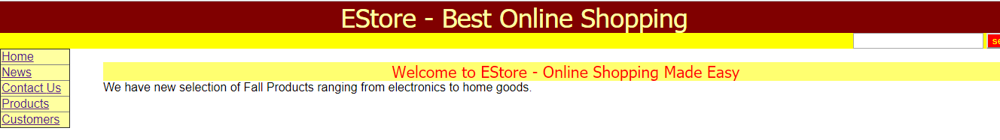 EStore - Best Online Shopping
se
Home
News
Contact Us
Products
Customers
Welcome to EStore - Online Shopping Made Easy
We have new selection of Fall Products ranging from electronics to home goods.